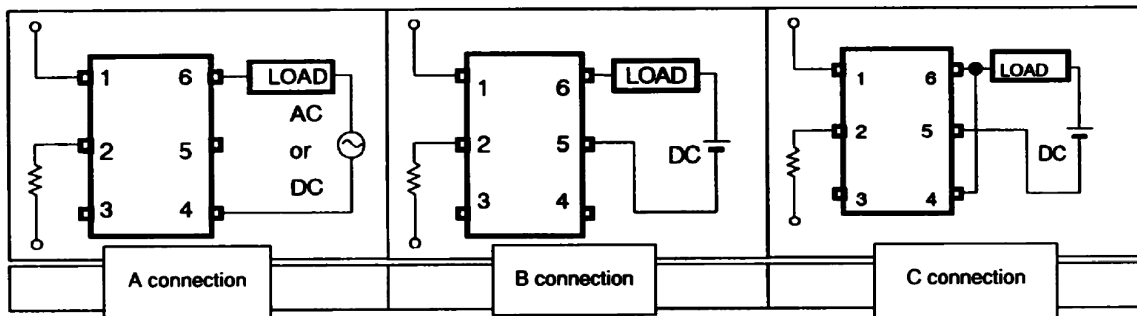 1 6 LOAD
AC
2 5 or
DC
3 4
A connection
1 6 LOAD
2 5 DC
3 4
B connection
1 6 LOAD
2 5 DC
3 4
C connection